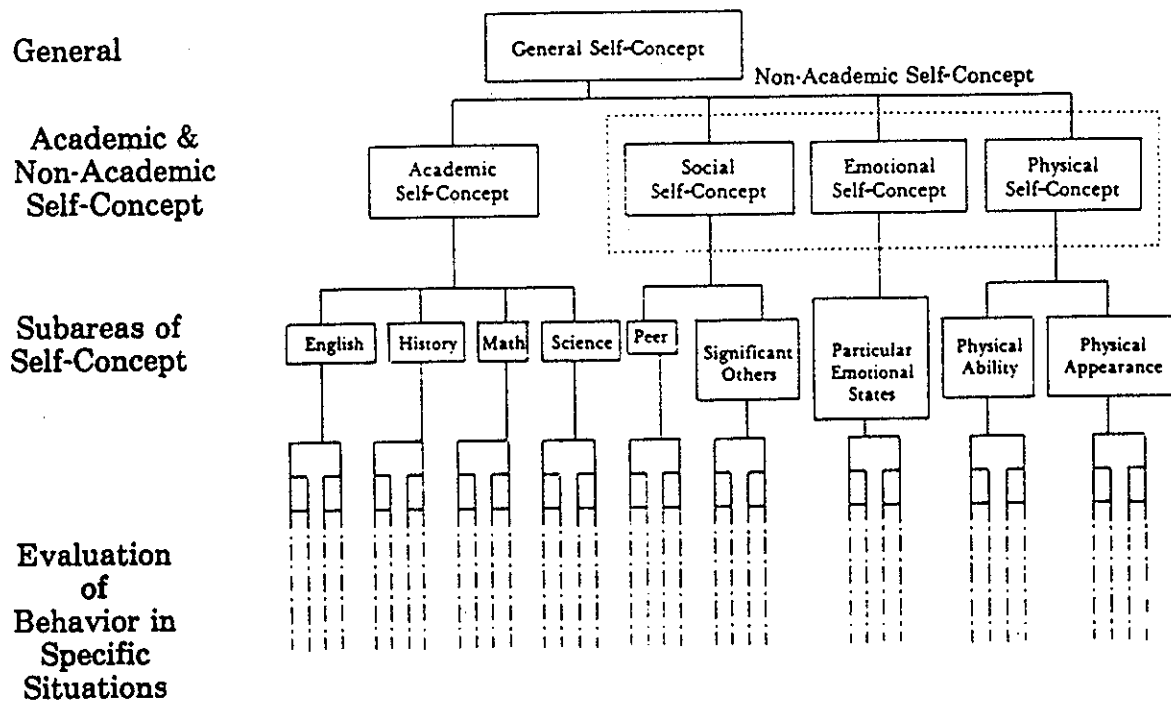 General
General Self-Concept
Non-Academic Self-Concept
Academic &
Non-Academic
Self-Concept
Academic
Self-Concept
Social
Self-Concept
Emotional
Self-Concept
Physical
Self-Concept
Subareas of
Self-Concept
English
History
Math
Science
Peer
Significant
Others
Particular
Emotional
States
Physical
Ability
Physical
Appearance
Evaluation
of
Behavior in
Specific
Situations